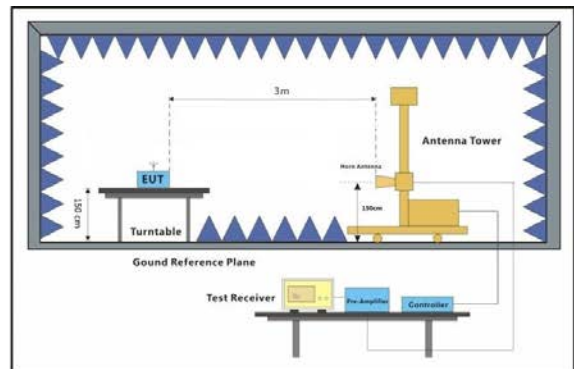 3m
Antenna Tower
Horn Antenna
EUT
150 cm
150cm
Turntable
Gound Reference Plane
Test Receiver
Pre-Amplifier
Controller